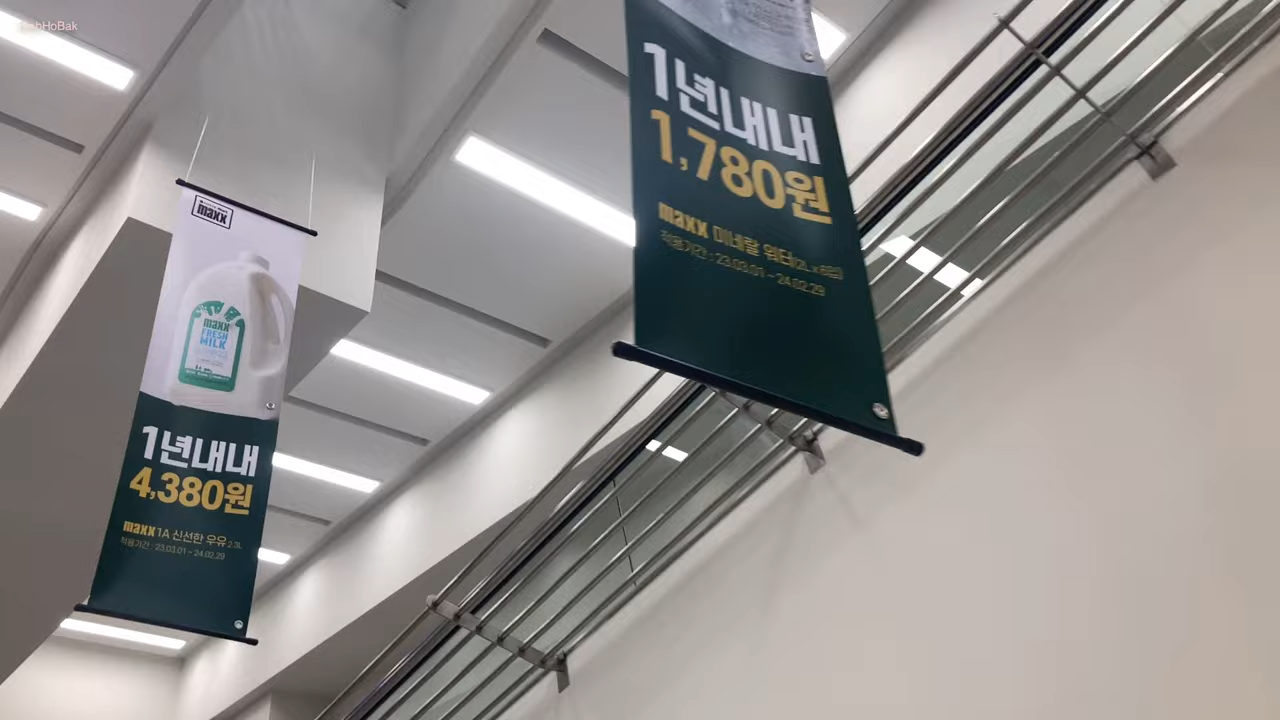 maxx
maxx
FRESH
MILK
1년내내
4,380원
maxx 1A 신선한 우유 2.3L
적용기간 : 23.03.01 ~ 24.02.29
1년내내
1,780원
maxx 미네랄 워터(2L x 6입)
적용기간 : 23.03.01 ~ 24.02.29